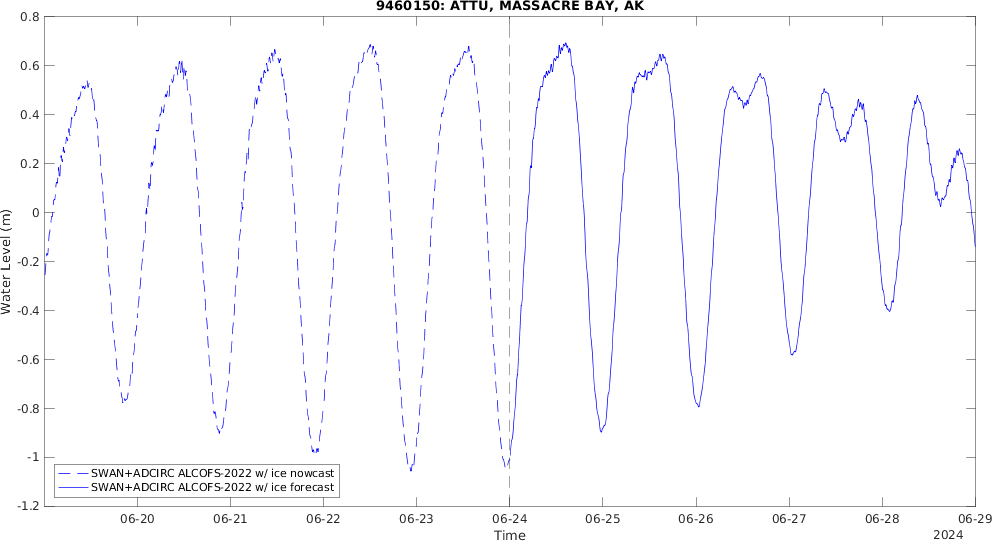 9460150: ATTU, MASSACRE BAY, AK
0.8
0.6
0.4
0.2
0
-0.2
-0.4
-0.6
-0.8
-1
-1.2
Water Level (m)
SWAN+ADCIRC ALCOFS-2022 w/ ice nowcast
SWAN+ADCIRC ALCOFS-2022 w/ ice forecast
06-20 06-21 06-22 06-23 06-24 06-25 06-26 06-27 06-28 06-29
Time
2024